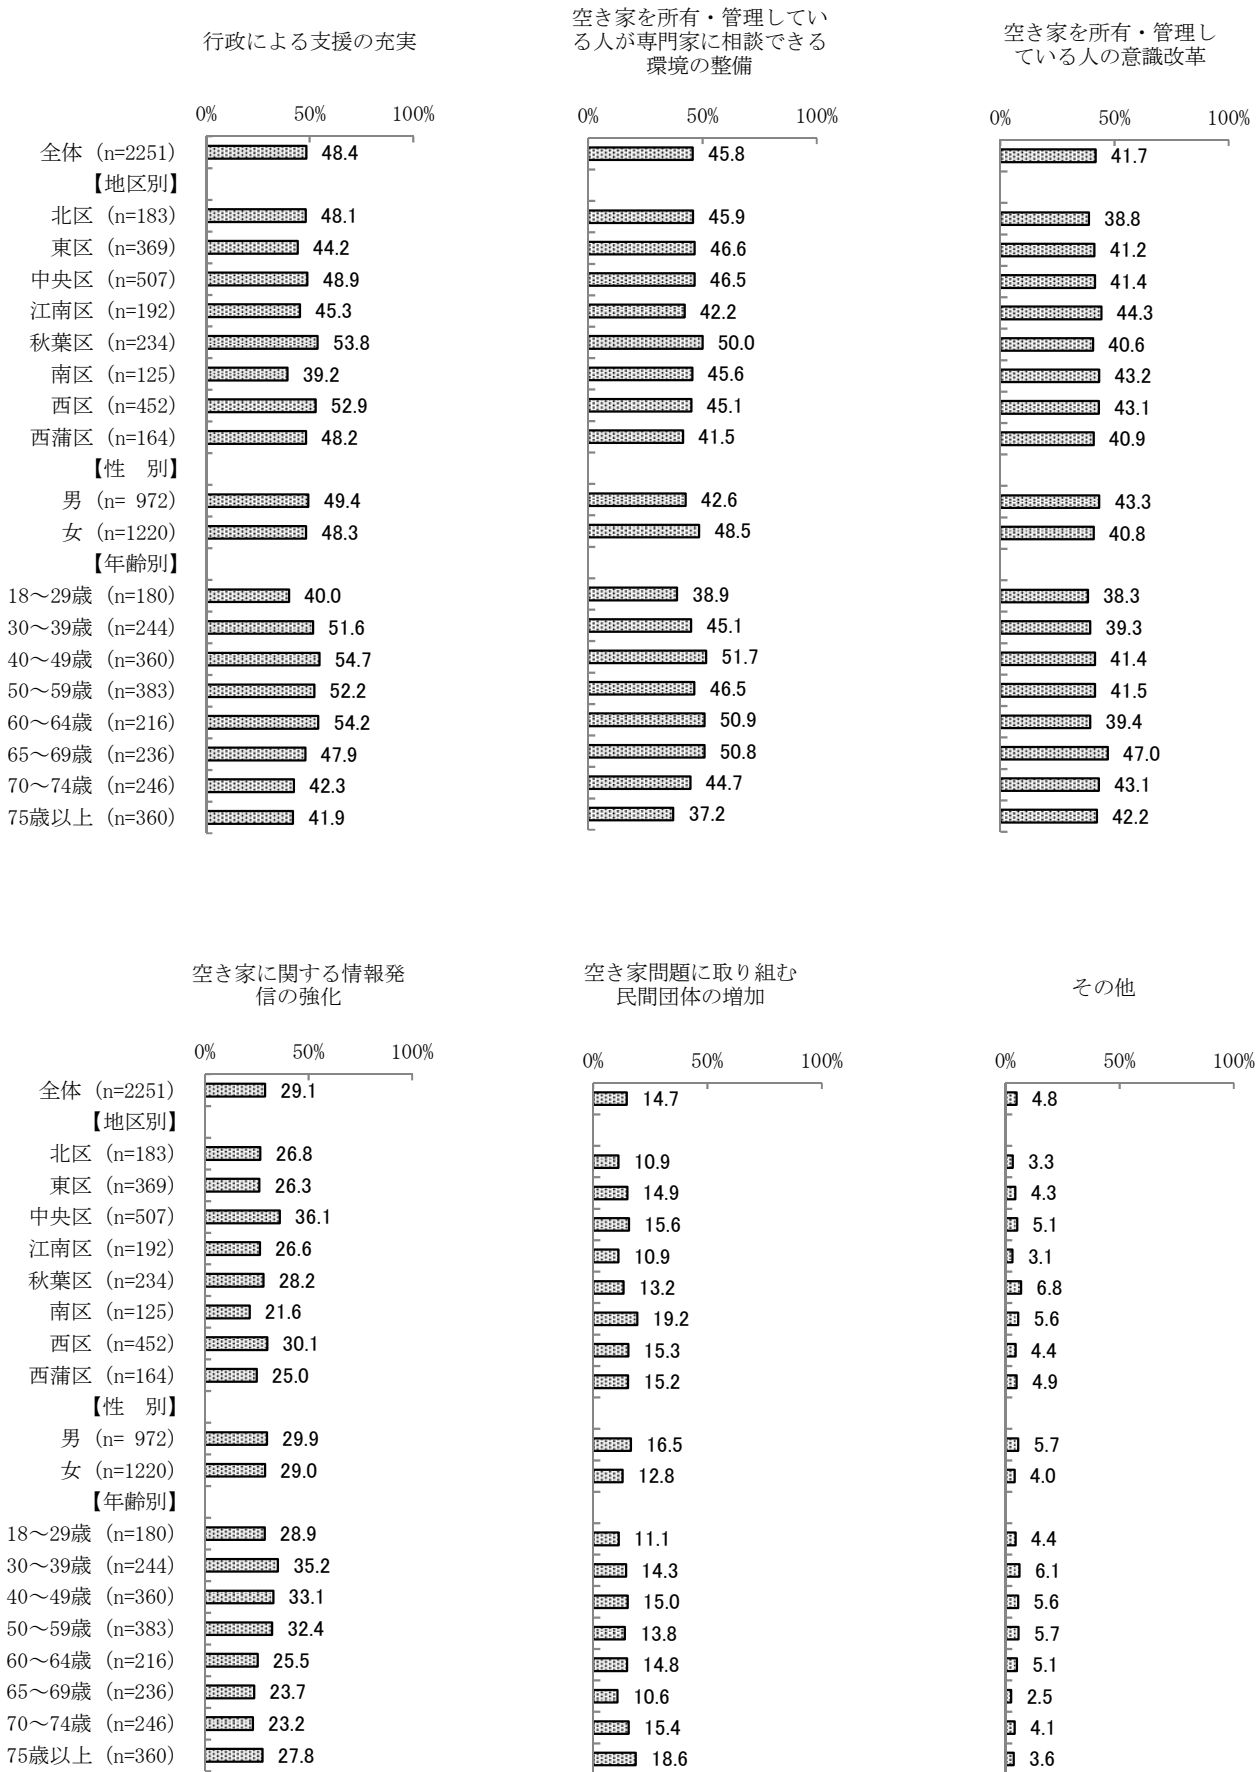 行政による支援の充実
空き家を所有・管理してい
る人が専門家に相談できる
環境の整備
空き家を所有・管理し
ている人の意識改革
0% 50% 100% 0% 50% 100% 0% 50% 100%
全体 (n=2251) 48.4 45.8 41.7
【地区別】
北区 (n=183) 48.1 45.9 38.8
東区 (n=369) 44.2 46.6 41.2
中央区 (n=507) 48.9 46.5 41.4
江南区 (n=192) 45.3 42.2 44.3
秋葉区 (n=234) 53.8 50.0 40.6
南区 (n=125) 39.2 45.6 43.2
西区 (n=452) 52.9 45.1 43.1
西蒲区 (n=164) 48.2 41.5 40.9
【性　別】
男 (n= 972) 49.4 42.6 43.3
女 (n=1220) 48.3 48.5 40.8
【年齢別】
18～29歳 (n=180) 40.0 38.9 38.3
30～39歳 (n=244) 51.6 45.1 39.3
40～49歳 (n=360) 54.7 51.7 41.4
50～59歳 (n=383) 52.2 46.5 41.5
60～64歳 (n=216) 54.2 50.9 39.4
65～69歳 (n=236) 47.9 50.8 47.0
70～74歳 (n=246) 42.3 44.7 43.1
75歳以上 (n=360) 41.9 37.2 42.2
空き家に関する情報発
信の強化
空き家問題に取り組む
民間団体の増加
その他
0% 50% 100% 0% 50% 100% 0% 50% 100%
全体 (n=2251) 29.1 14.7 4.8
【地区別】
北区 (n=183) 26.8 10.9 3.3
東区 (n=369) 26.3 14.9 4.3
中央区 (n=507) 36.1 15.6 5.1
江南区 (n=192) 26.6 10.9 3.1
秋葉区 (n=234) 28.2 13.2 6.8
南区 (n=125) 21.6 19.2 5.6
西区 (n=452) 30.1 15.3 4.4
西蒲区 (n=164) 25.0 15.2 4.9
【性　別】
男 (n= 972) 29.9 16.5 5.7
女 (n=1220) 29.0 12.8 4.0
【年齢別】
18～29歳 (n=180) 28.9 11.1 4.4
30～39歳 (n=244) 35.2 14.3 6.1
40～49歳 (n=360) 33.1 15.0 5.6
50～59歳 (n=383) 32.4 13.8 5.7
60～64歳 (n=216) 25.5 14.8 5.1
65～69歳 (n=236) 23.7 10.6 2.5
70～74歳 (n=246) 23.2 15.4 4.1
75歳以上 (n=360) 27.8 18.6 3.6